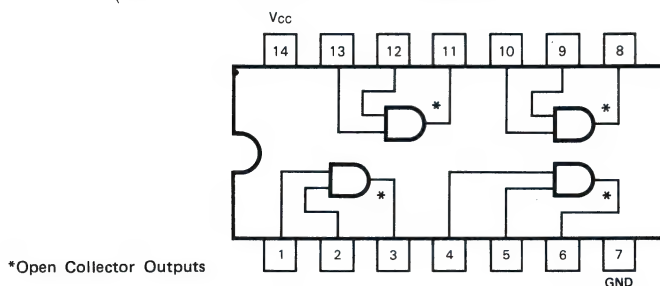 Vcc
14 13 12 11 10 9 8
* *
* *
1 2 3 4 5 6 7
*Open Collector Outputs
GND